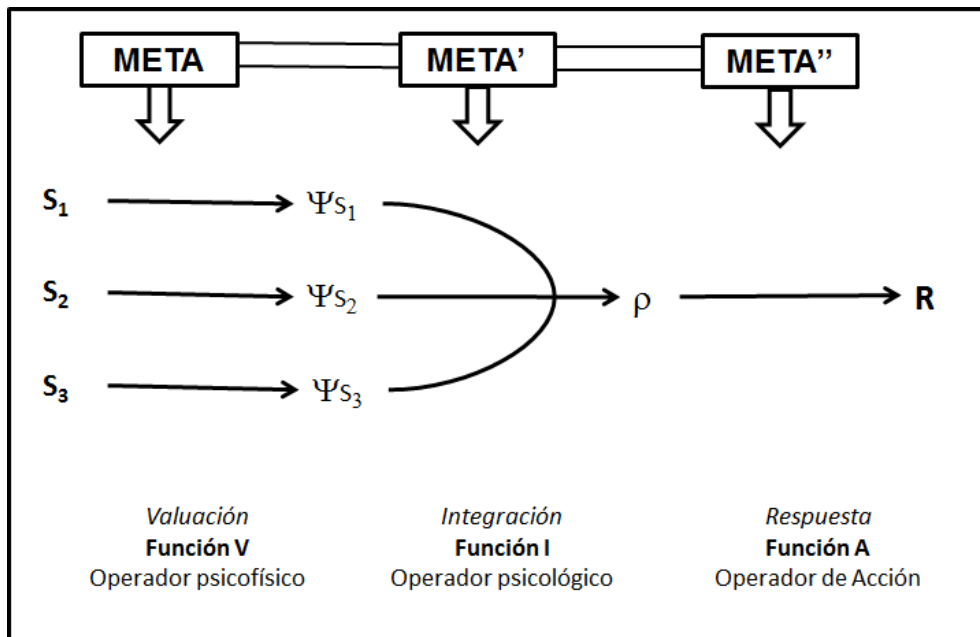 META META' META''
S₁ ΨS₁
S₂ ΨS₂ ρ R
S₃ ΨS₃
Valuación Integración Respuesta
Función V Función I Función A
Operador psicofísico Operador psicológico Operador de Acción